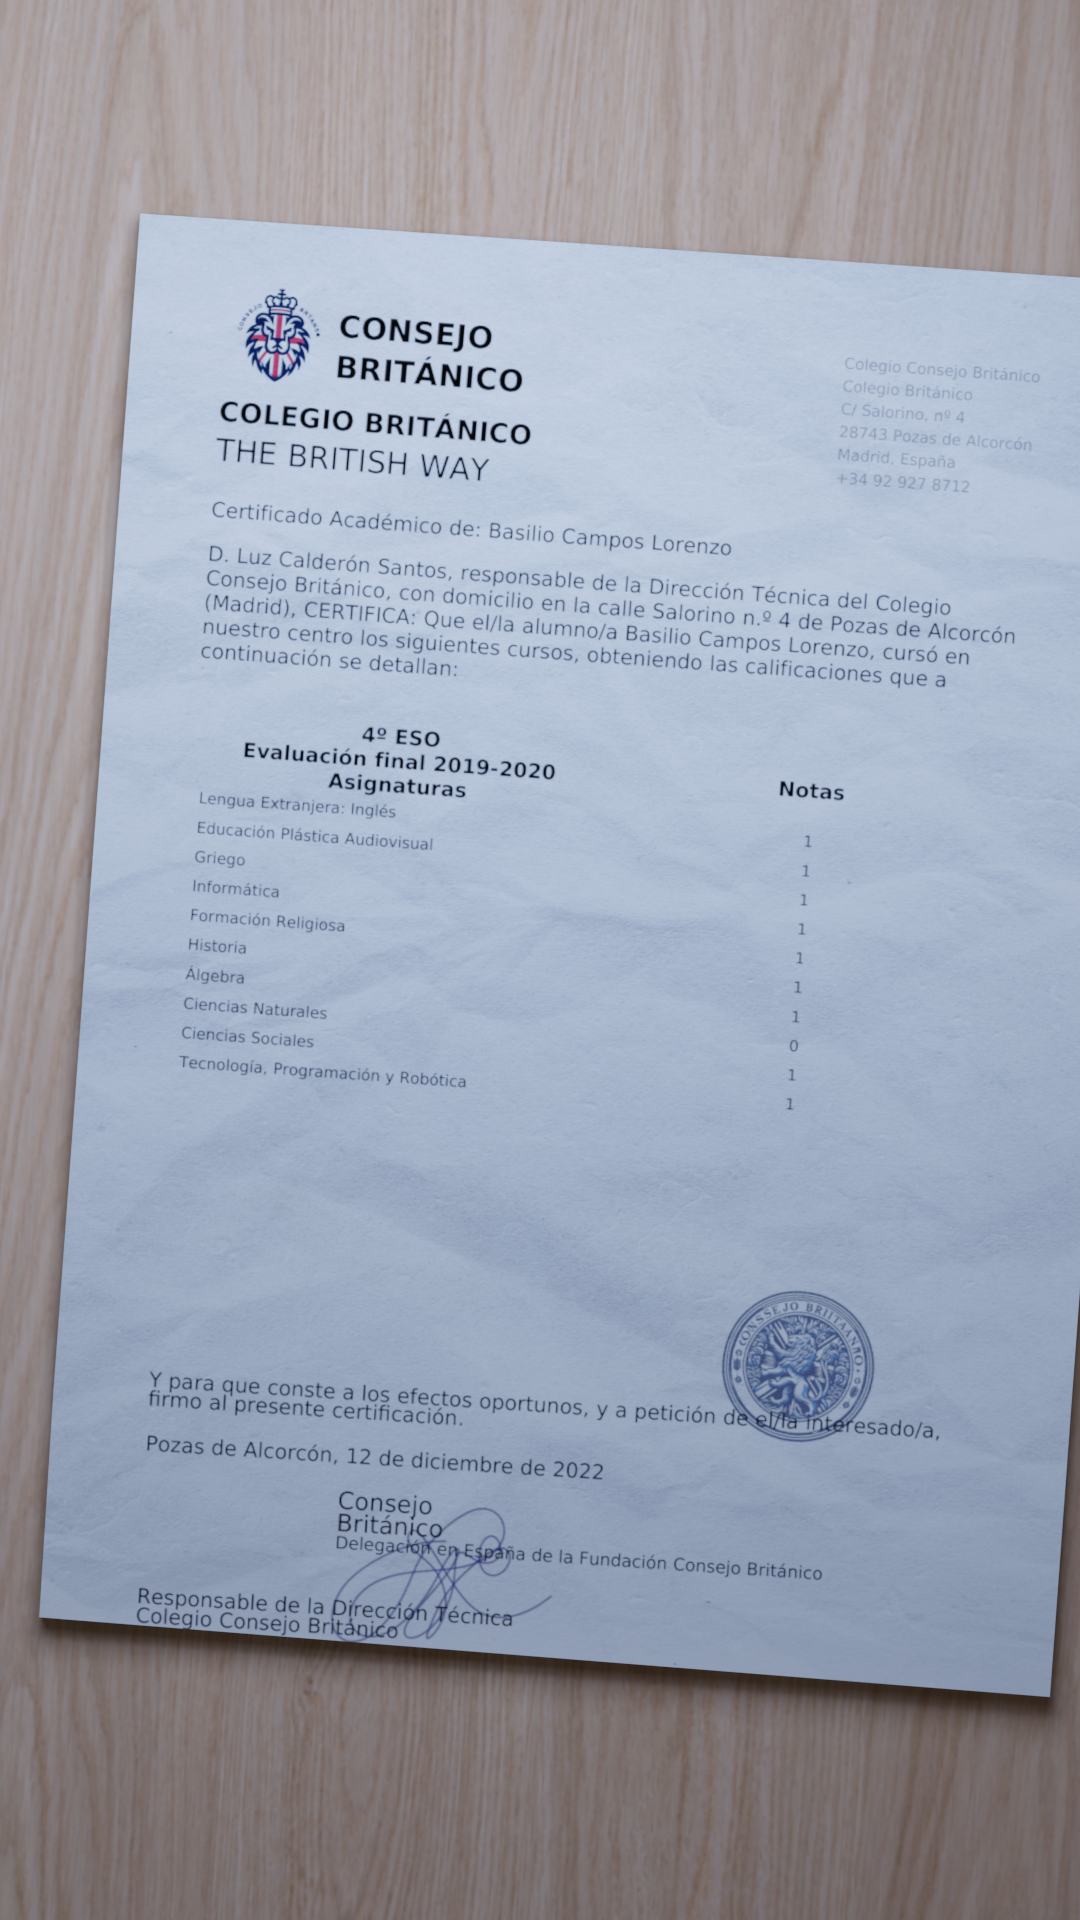 CONSEJO
BRITÁNICO
COLEGIO BRITÁNICO
THE BRITISH WAY
Colegio Consejo Británico
Colegio Británico
C/ Salorino, nº 4
28743 Pozas de Alcorcón
Madrid, España
+34 92 927 8712
Certificado Académico de: Basilio Campos Lorenzo
D. Luz Calderón Santos, responsable de la Dirección Técnica del Colegio
Consejo Británico, con domicilio en la calle Salorino n.º 4 de Pozas de Alcorcón
(Madrid), CERTIFICA: Que el/la alumno/a Basilio Campos Lorenzo, cursó en
nuestro centro los siguientes cursos, obteniendo las calificaciones que a
continuación se detallan:
4º ESO
Evaluación final 2019-2020
Asignaturas Notas
Lengua Extranjera: Inglés 1
Educación Plástica Audiovisual 1
Griego 1
Informática 1
Formación Religiosa 1
Historia 1
Álgebra 1
Ciencias Naturales 0
Ciencias Sociales 1
Tecnología, Programación y Robótica 1
CONSSEJO BRIITAANRO
Y para que conste a los efectos oportunos, y a petición de el/la interesado/a,
firmo al presente certificación.
Pozas de Alcorcón, 12 de diciembre de 2022
Consejo
Británico
Delegación en España de la Fundación Consejo Británico
Responsable de la Dirección Técnica
Colegio Consejo Británico